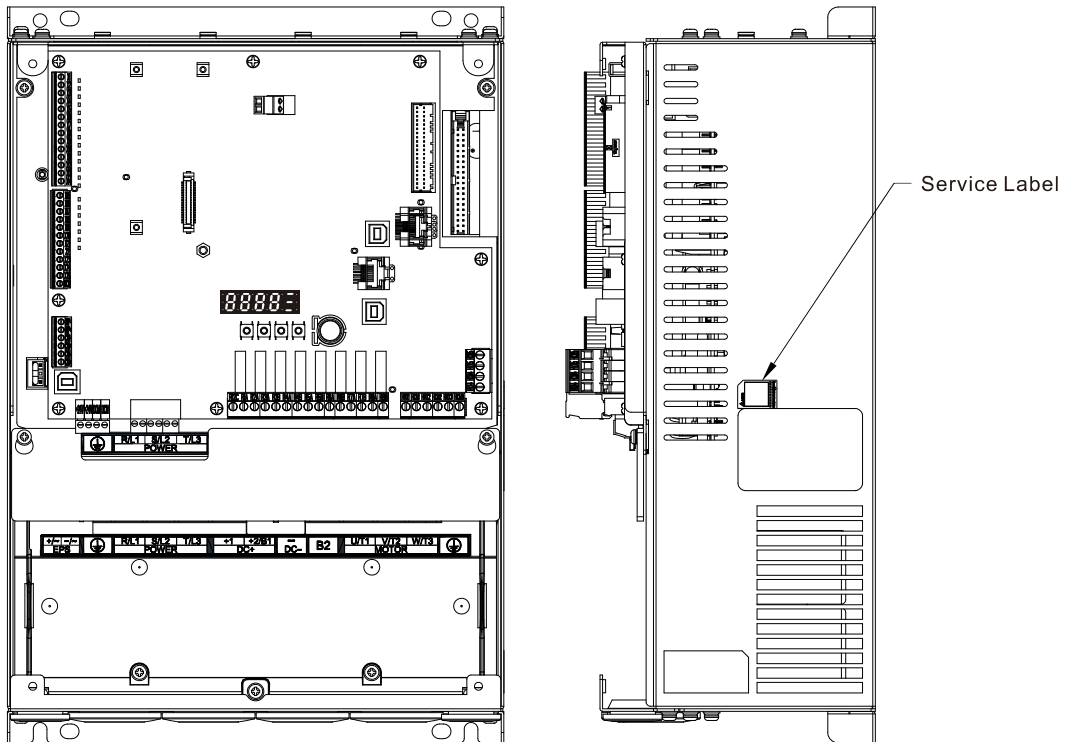 Service Label
8888
R/L1 S/L2 T/L3
POWER
+/~ -/~ R/L1 S/L2 T/L3 +1 +2/B1 − B2 U/T1 V/T2 W/T3
EPS POWER DC+ DC− MOTOR